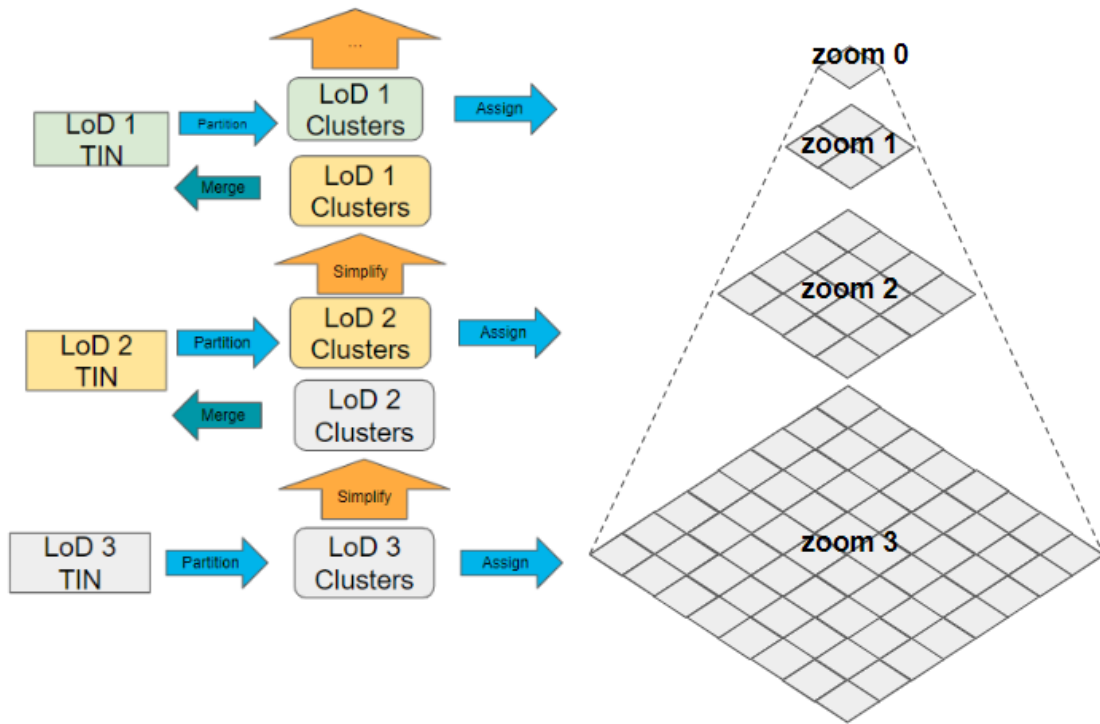 ...
LoD 1
TIN
Partition
LoD 1
Clusters
Assign
Merge
LoD 1
Clusters
Simplify
LoD 2
TIN
Partition
LoD 2
Clusters
Assign
Merge
LoD 2
Clusters
Simplify
LoD 3
TIN
Partition
LoD 3
Clusters
Assign
zoom 0
zoom 1
zoom 2
zoom 3